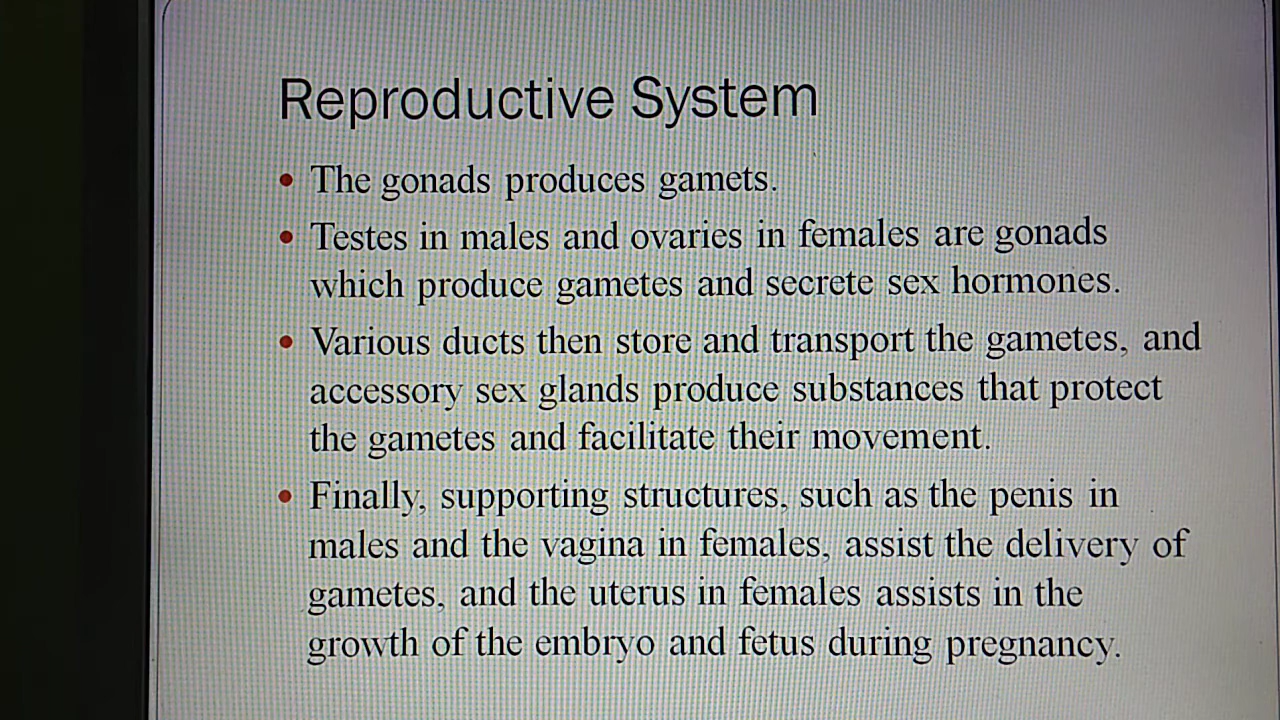 Reproductive System
• The gonads produces gamets.
• Testes in males and ovaries in females are gonads
which produce gametes and secrete sex hormones.
• Various ducts then store and transport the gametes, and
accessory sex glands produce substances that protect
the gametes and facilitate their movement.
• Finally, supporting structures, such as the penis in
males and the vagina in females, assist the delivery of
gametes, and the uterus in females assists in the
growth of the embryo and fetus during pregnancy.